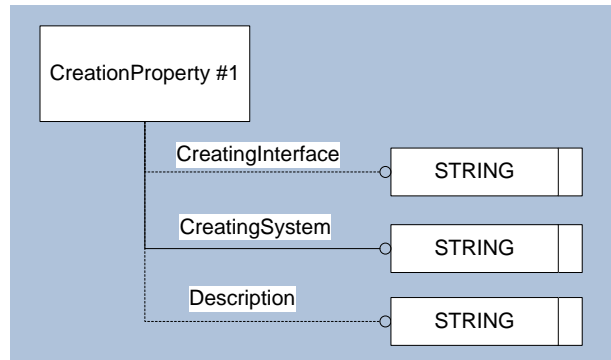 CreationProperty #1
CreatingInterface
STRING
CreatingSystem
STRING
Description
STRING